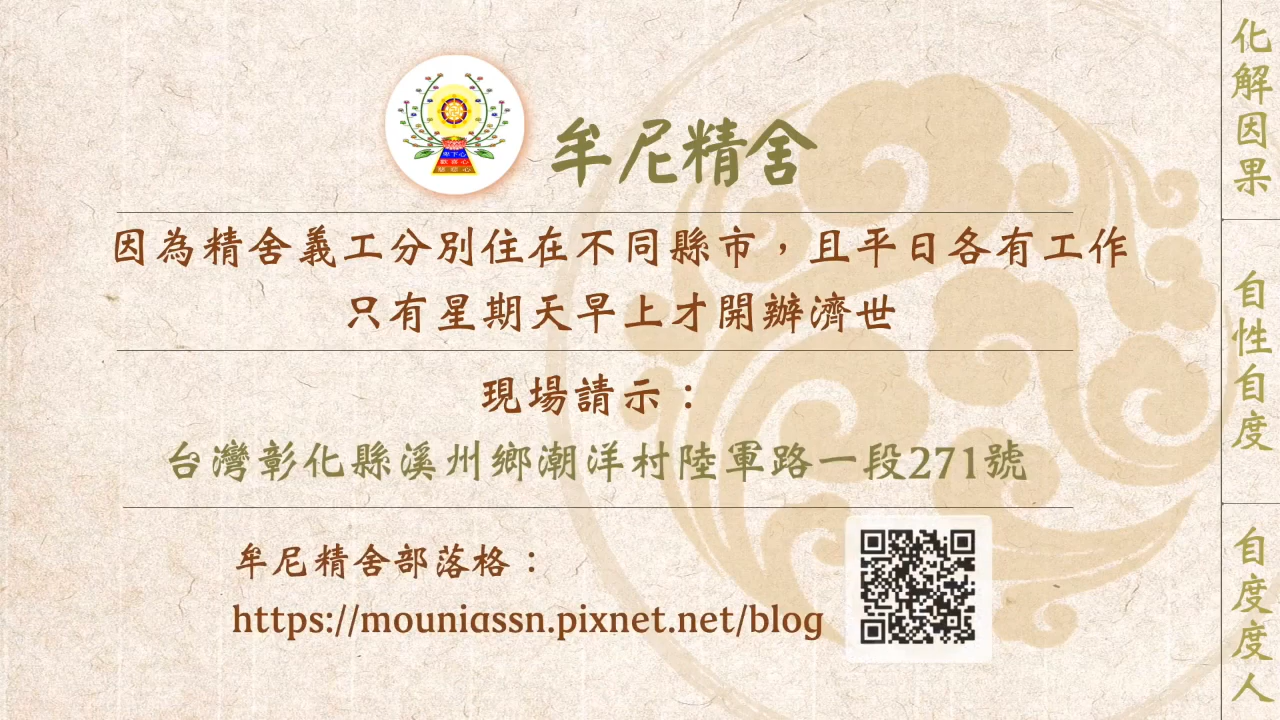 牟尼精舍
因為精舍義工分別住在不同縣市，且平日各有工作
只有星期天早上才開辦濟世
現場請示：
台灣彰化縣溪州鄉潮洋村陸軍路一段271號
牟尼精舍部落格：
https://mouniassn.pixnet.net/blog
化解因果
自性自度
自度度人